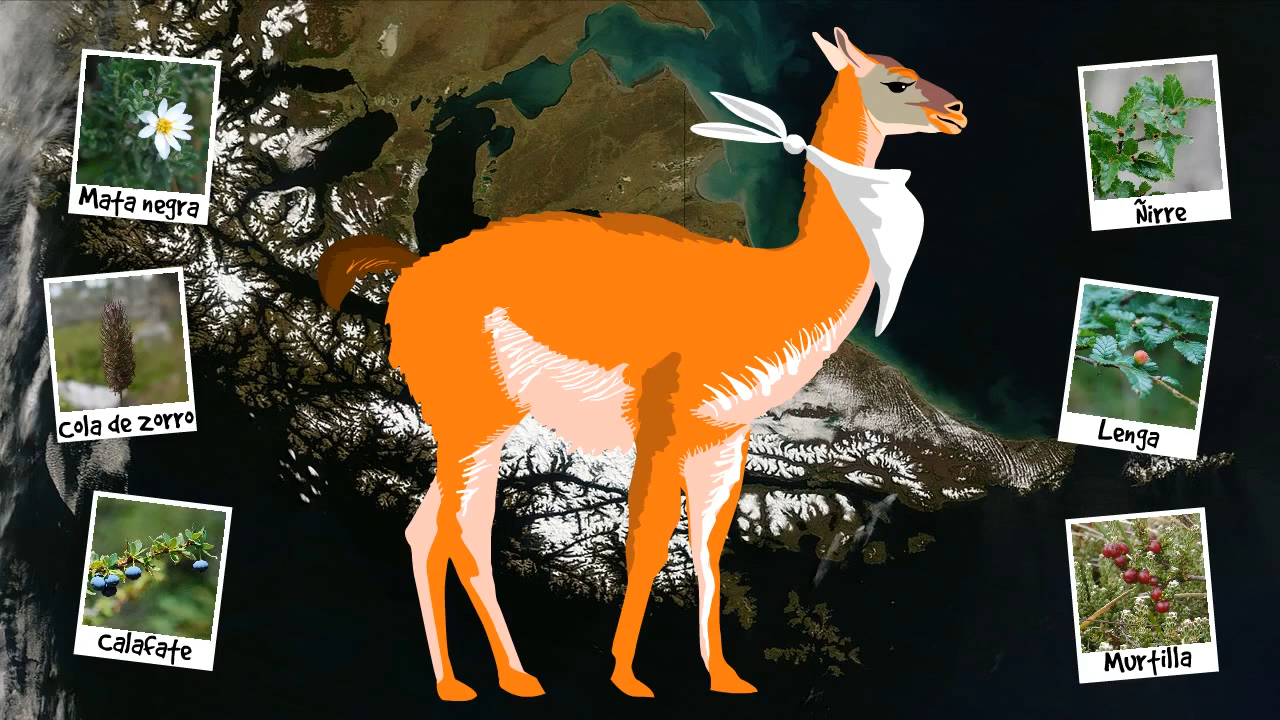 Mata negra
Ñirre
Cola de zorro
Lenga
Calafate
Murtilla